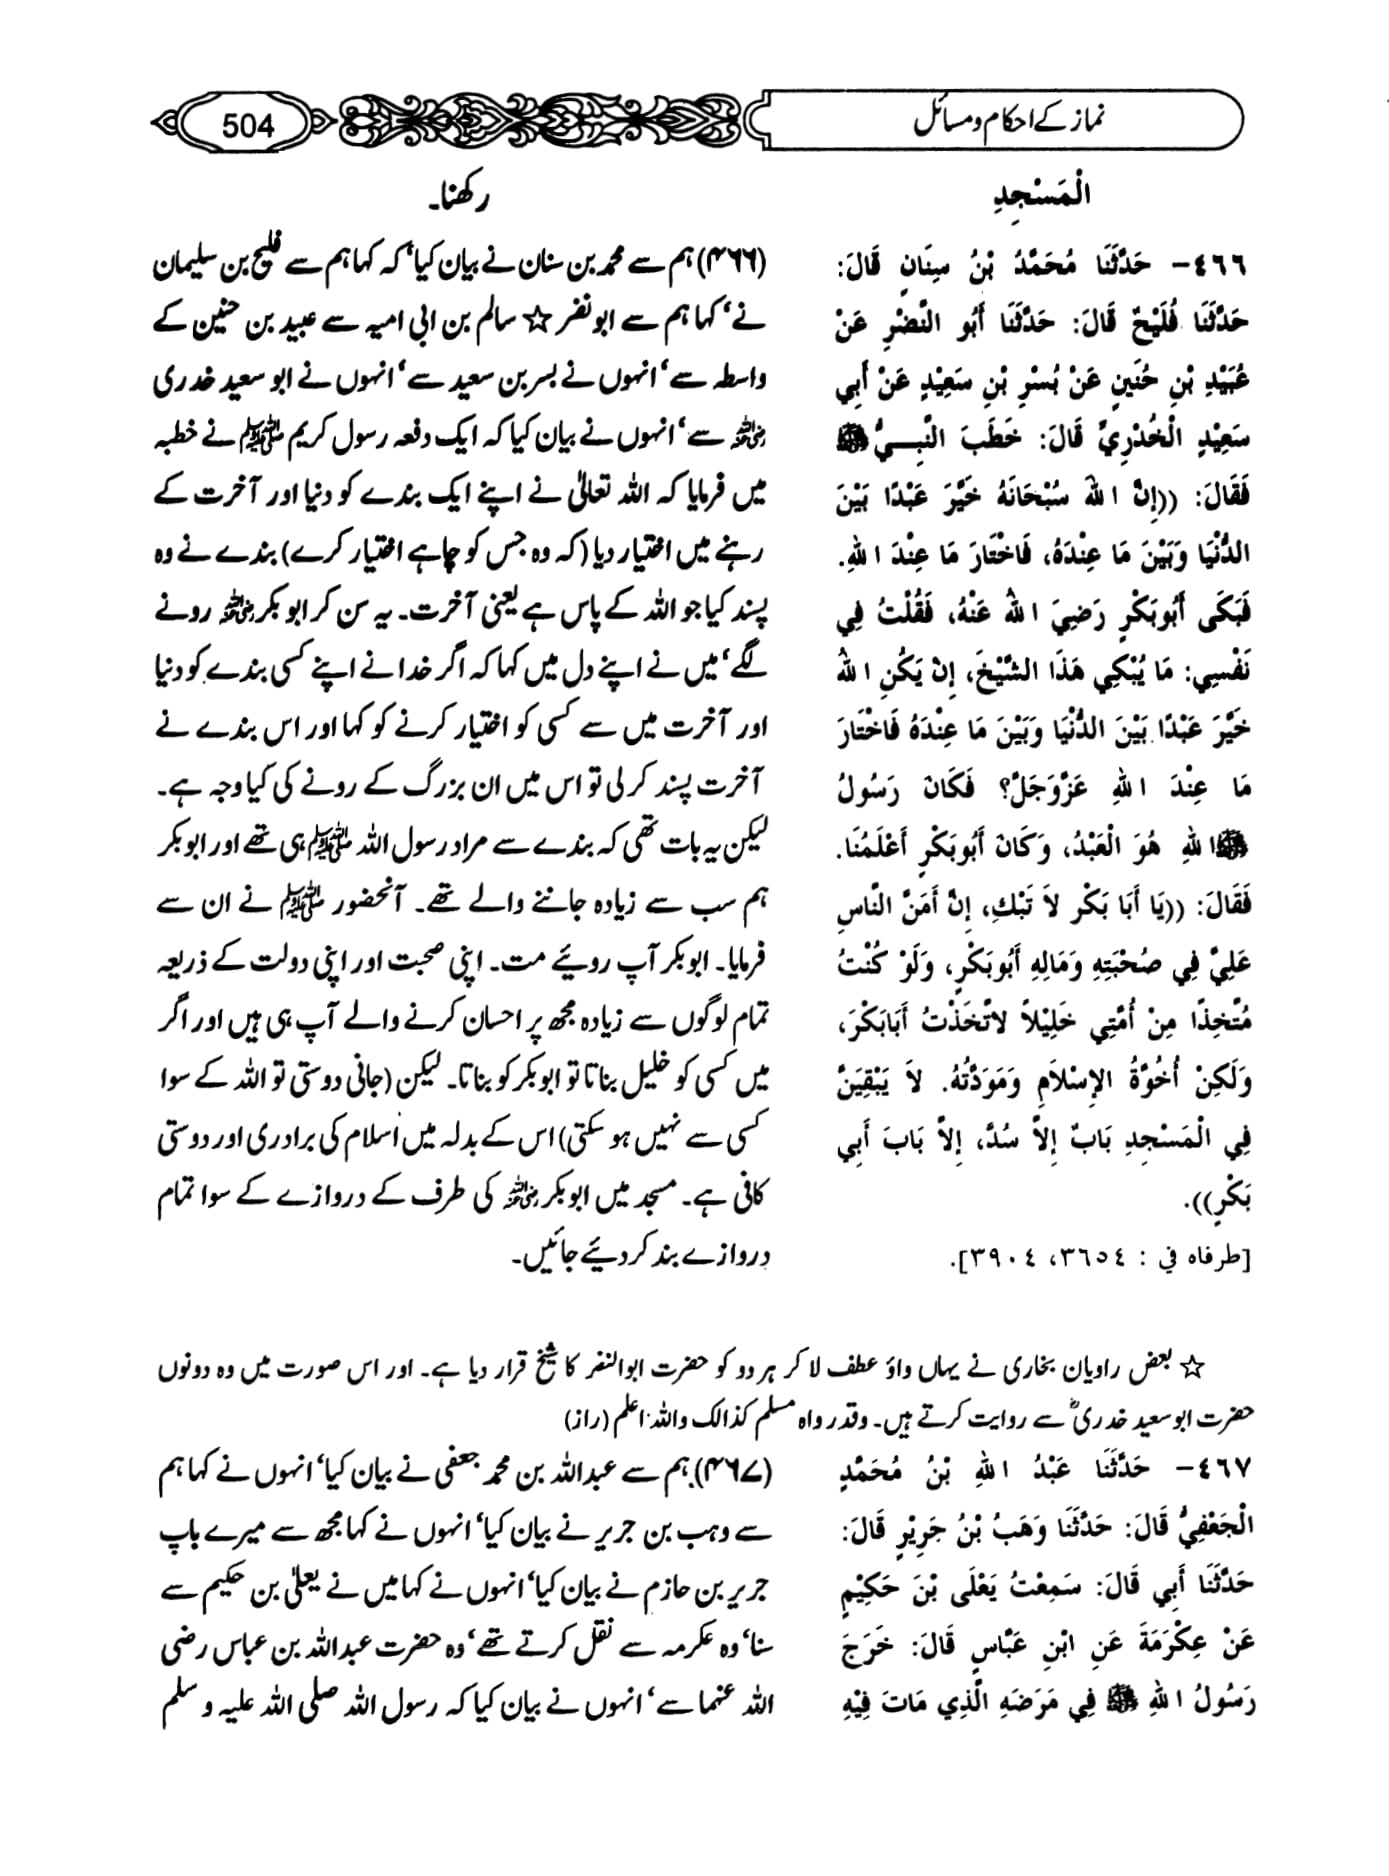 نماز کے احکام و مسائل
504
الْمَسْجِدِ
٤٦٦- حَدَّثَنَا مُحَمَّدُ بْنُ سِنَانٍ قَالَ:
حَدَّثَنَا فُلَيْحٌ قَالَ: حَدَّثَنَا أَبُو النَّضْرِ عَنْ
عُبَيْدِ بْنِ حُنَينٍ عَنْ بُسْرِ بْنِ سَعِيْدٍ عَنْ أَبِي
سَعِيْدٍ الْخُدْرِيِّ قَالَ: خَطَبَ النَّبِيُّ ﷺ
فَقَالَ: ((إِنَّ اللهَ سُبْحَانَهُ خَيَّرَ عَبْدًا بَيْنَ
الدُّنْيَا وَبَيْنَ مَا عِنْدَهُ، فَاخْتَارَ مَا عِنْدَ اللهِ.
فَبَكَى أَبُوبَكْرٍ رَضِيَ اللهُ عَنْهُ، فَقُلْتُ فِي
نَفْسِي: مَا يُبْكِي هَذَا الشَّيْخَ، إِنْ يَكُنِ اللهُ
خَيَّرَ عَبْدًا بَيْنَ الدُّنْيَا وَبَيْنَ مَا عِنْدَهُ فَاخْتَارَ
مَا عِنْدَ اللهِ عَزَّوَجَلَّ؟ فَكَانَ رَسُولُ
اللهِ ﷺ هُوَ الْعَبْدُ، وَكَانَ أَبُوبَكْرٍ أَعْلَمُنَا.
فَقَالَ: ((يَا أَبَا بَكْر لاَ تَبْكِ، إِنَّ أَمَنَّ النَّاسِ
عَلِيَّ فِي صُحْبَتِهِ وَمَالِهِ أَبُوبَكْرٍ، وَلَوْ كُنْتُ
مُتَّخِذًا مِنْ أُمَّتِي خَلِيْلاً لاَتَّخَذْتُ أَبَابَكْرَ،
وَلَكِنْ أُخُوَّةُ الإِسْلاَمِ وَمَوَدَّتُهُ. لاَ يَبْقَيَنَّ
فِي الْمَسْجِدِ بَابٌ إِلاَّ سُدَّ، إِلاَّ بَابَ أَبِي
بَكْرٍ)).
[طرفاه في : ٣٦٥٤، ٣٩٠٤].
رکھنا۔
(۴۶۶) ہم سے محمد بن سنان نے بیان کیا‘ کہ کہا ہم سے فلیح بن سلیمان
نے‘ کہا ہم سے ابو نضر ☆ سالم بن ابی امیہ سے عبید بن حنین کے
واسطہ سے‘ انہوں نے بسر بن سعید سے‘ انہوں نے ابو سعید خدری
رضی اللہ عنہ سے‘ انہوں نے بیان کیا کہ ایک دفعہ رسول کریم ﷺ نے خطبہ
میں فرمایا کہ اللہ تعالیٰ نے اپنے ایک بندے کو دنیا اور آخرت کے
رہنے میں اختیار دیا (کہ وہ جس کو چاہے اختیار کرے) بندے نے وہ
پسند کیا جو اللہ کے پاس ہے یعنی آخرت۔ یہ سن کر ابو بکر رضی اللہ عنہ رونے
لگے‘ میں نے اپنے دل میں کہا کہ اگر خدا نے اپنے کسی بندے کو دنیا
اور آخرت میں سے کسی کو اختیار کرنے کو کہا اور اس بندے نے
آخرت پسند کر لی تو اس میں ان بزرگ کے رونے کی کیا وجہ ہے۔
لیکن یہ بات تھی کہ بندے سے مراد رسول اللہ ﷺ ہی تھے اور ابو بکر
ہم سب سے زیادہ جاننے والے تھے۔ آنحضور ﷺ نے ان سے
فرمایا۔ ابو بکر آپ روئیے مت۔ اپنی صحبت اور اپنی دولت کے ذریعہ
تمام لوگوں سے زیادہ مجھ پر احسان کرنے والے آپ ہی ہیں اور اگر
میں کسی کو خلیل بناتا تو ابو بکر کو بناتا۔ لیکن (جانی دوستی تو اللہ کے سوا
کسی سے نہیں ہو سکتی) اس کے بدلہ میں اسلام کی برادری اور دوستی
کافی ہے۔ مسجد میں ابو بکر رضی اللہ عنہ کی طرف کے دروازے کے سوا تمام
دروازے بند کر دیئے جائیں۔
☆ بعض راویان بخاری نے یہاں واؤ عطف لا کر ہر دو کو حضرت ابو النضر کا شیخ قرار دیا ہے۔ اور اس صورت میں وہ دونوں
حضرت ابو سعید خدریؓ سے روایت کرتے ہیں۔ وقد رواہ مسلم کذالک واللہ اعلم (راز)
٤٦٧- حَدَّثَنَا عَبْدُ اللهِ بْنُ مُحَمَّدٍ
الْجَعْفِيُّ قَالَ: حَدَّثَنَا وَهَبُ بْنُ جَرِيْرٍ قَالَ:
حَدَّثَنَا أَبِي قَالَ: سَمِعْتُ يَعْلَى بْنَ حَكِيْمٍ
عَنْ عِكْرَمَةَ عَنِ ابْنِ عَبَّاسٍ قَالَ: خَرَجَ
رَسُولُ اللهِ ﷺ فِي مَرَضَهِ الَّذِي مَاتَ فِيْهِ
(۴۶۷) ہم سے عبداللہ بن محمد جعفی نے بیان کیا‘ انہوں نے کہا ہم
سے وہب بن جریر نے بیان کیا‘ انہوں نے کہا مجھ سے میرے باپ
جریر بن حازم نے بیان کیا‘ انہوں نے کہا میں نے یعلیٰ بن حکیم سے
سنا‘ وہ عکرمہ سے نقل کرتے تھے‘ وہ حضرت عبداللہ بن عباس رضی
اللہ عنہما سے‘ انہوں نے بیان کیا کہ رسول اللہ صلی اللہ علیہ و سلم